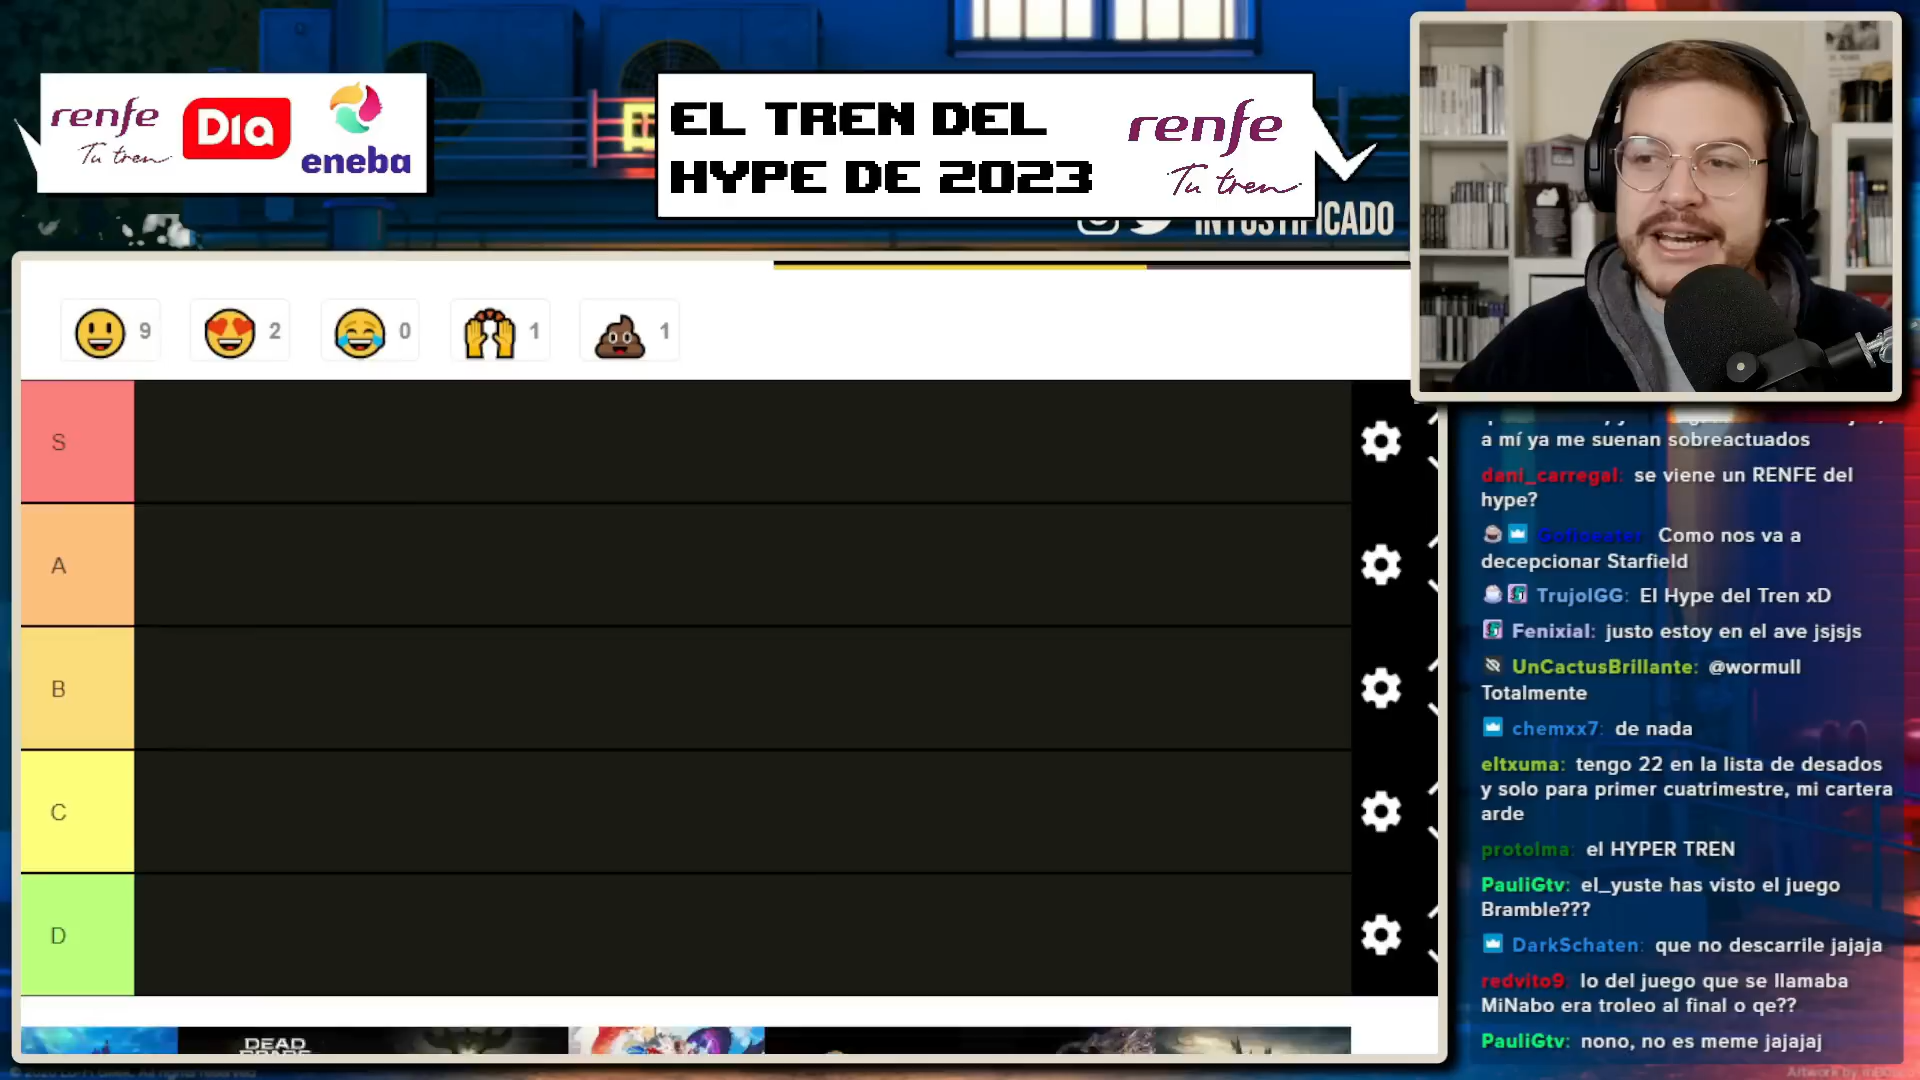 renfe
Tu tren
DIa
eneba
EL TREN DEL
HYPE DE 2023
renfe
Tu tren
INYUSTIFICADO
9
2
0
1
1
S
A
B
C
D
DEAD
a mí ya me suenan sobreactuados
dani_carregal: se viene un RENFE del
hype?
Como nos va a
decepcionar Starfield
TrujolGG: El Hype del Tren xD
Fenixial: justo estoy en el ave jsjsjs
UnCactusBrillante: @wormull
Totalmente
chemxx7: de nada
eltxuma: tengo 22 en la lista de desados
y solo para primer cuatrimestre, mi cartera
arde
protolma: el HYPER TREN
PauliGtv: el_yuste has visto el juego
Bramble???
DarkSchaten: que no descarrile jajaja
redvito9: lo del juego que se llamaba
MiNabo era troleo al final o qe??
PauliGtv: nono, no es meme jajajaj